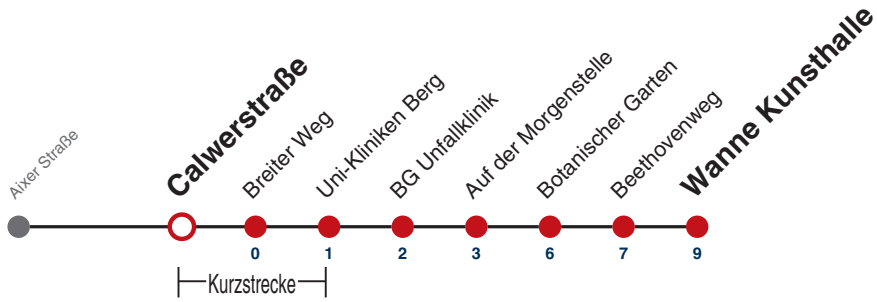 Aixer Straße
Calwerstraße
Breiter Weg
Uni-Kliniken Berg
BG Unfallklinik
Auf der Morgenstelle
Botanischer Garten
Beethovenweg
Wanne Kunsthalle
0 1 2 3 6 7 9
Kurzstrecke